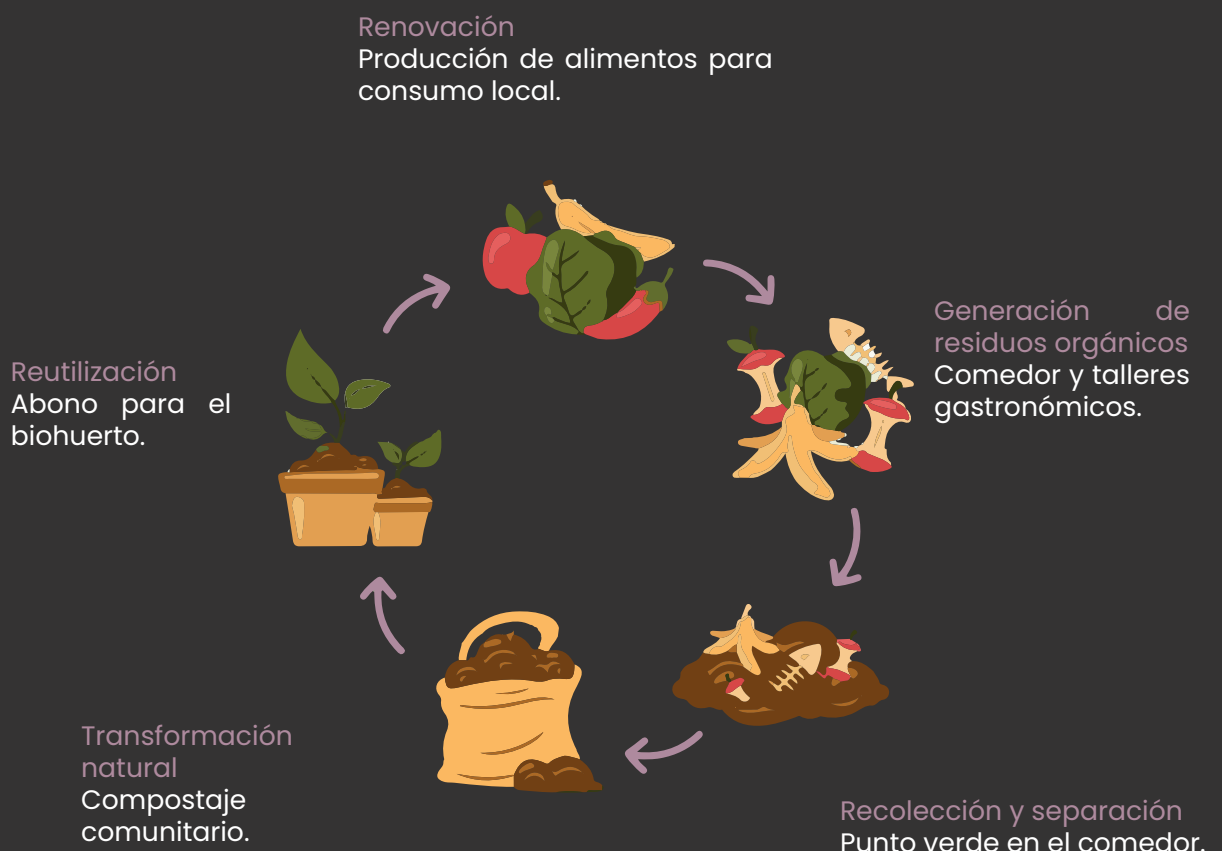 Renovación
Producción de alimentos para
consumo local.
Generación de
residuos orgánicos
Comedor y talleres
gastronómicos.
Reutilización
Abono para el
biohuerto.
Transformación
natural
Compostaje
comunitario.
Recolección y separación
Punto verde en el comedor.